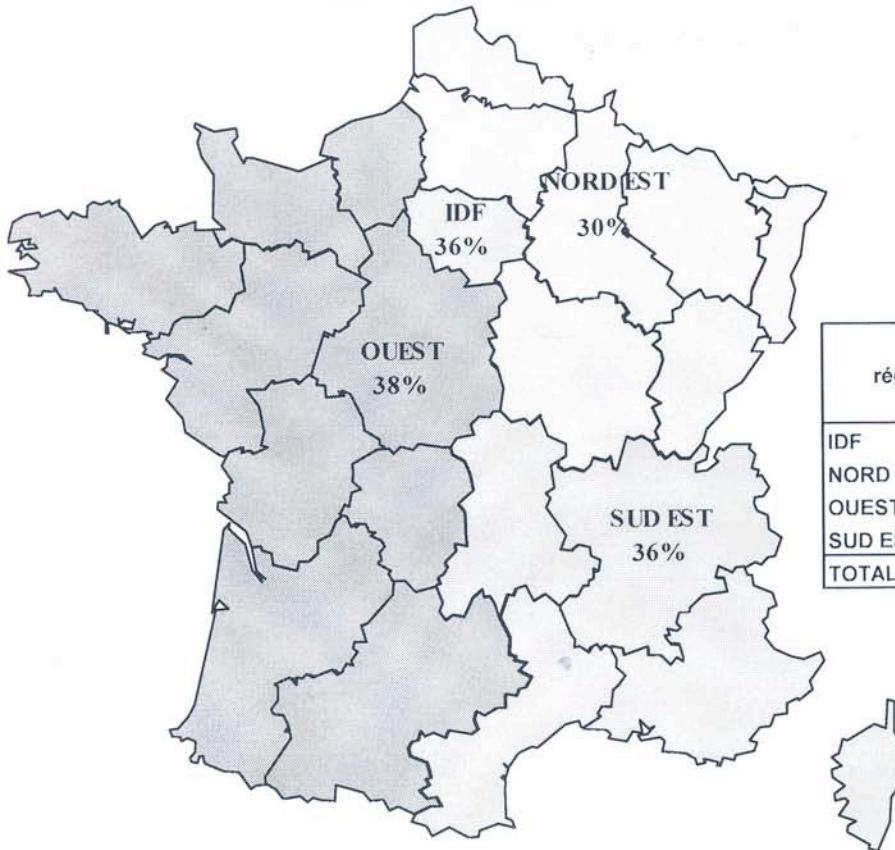 NORD EST
30%
IDF
36%
OUEST
38%
SUD EST
36%
IDF
NORD
OUEST
TOTAL